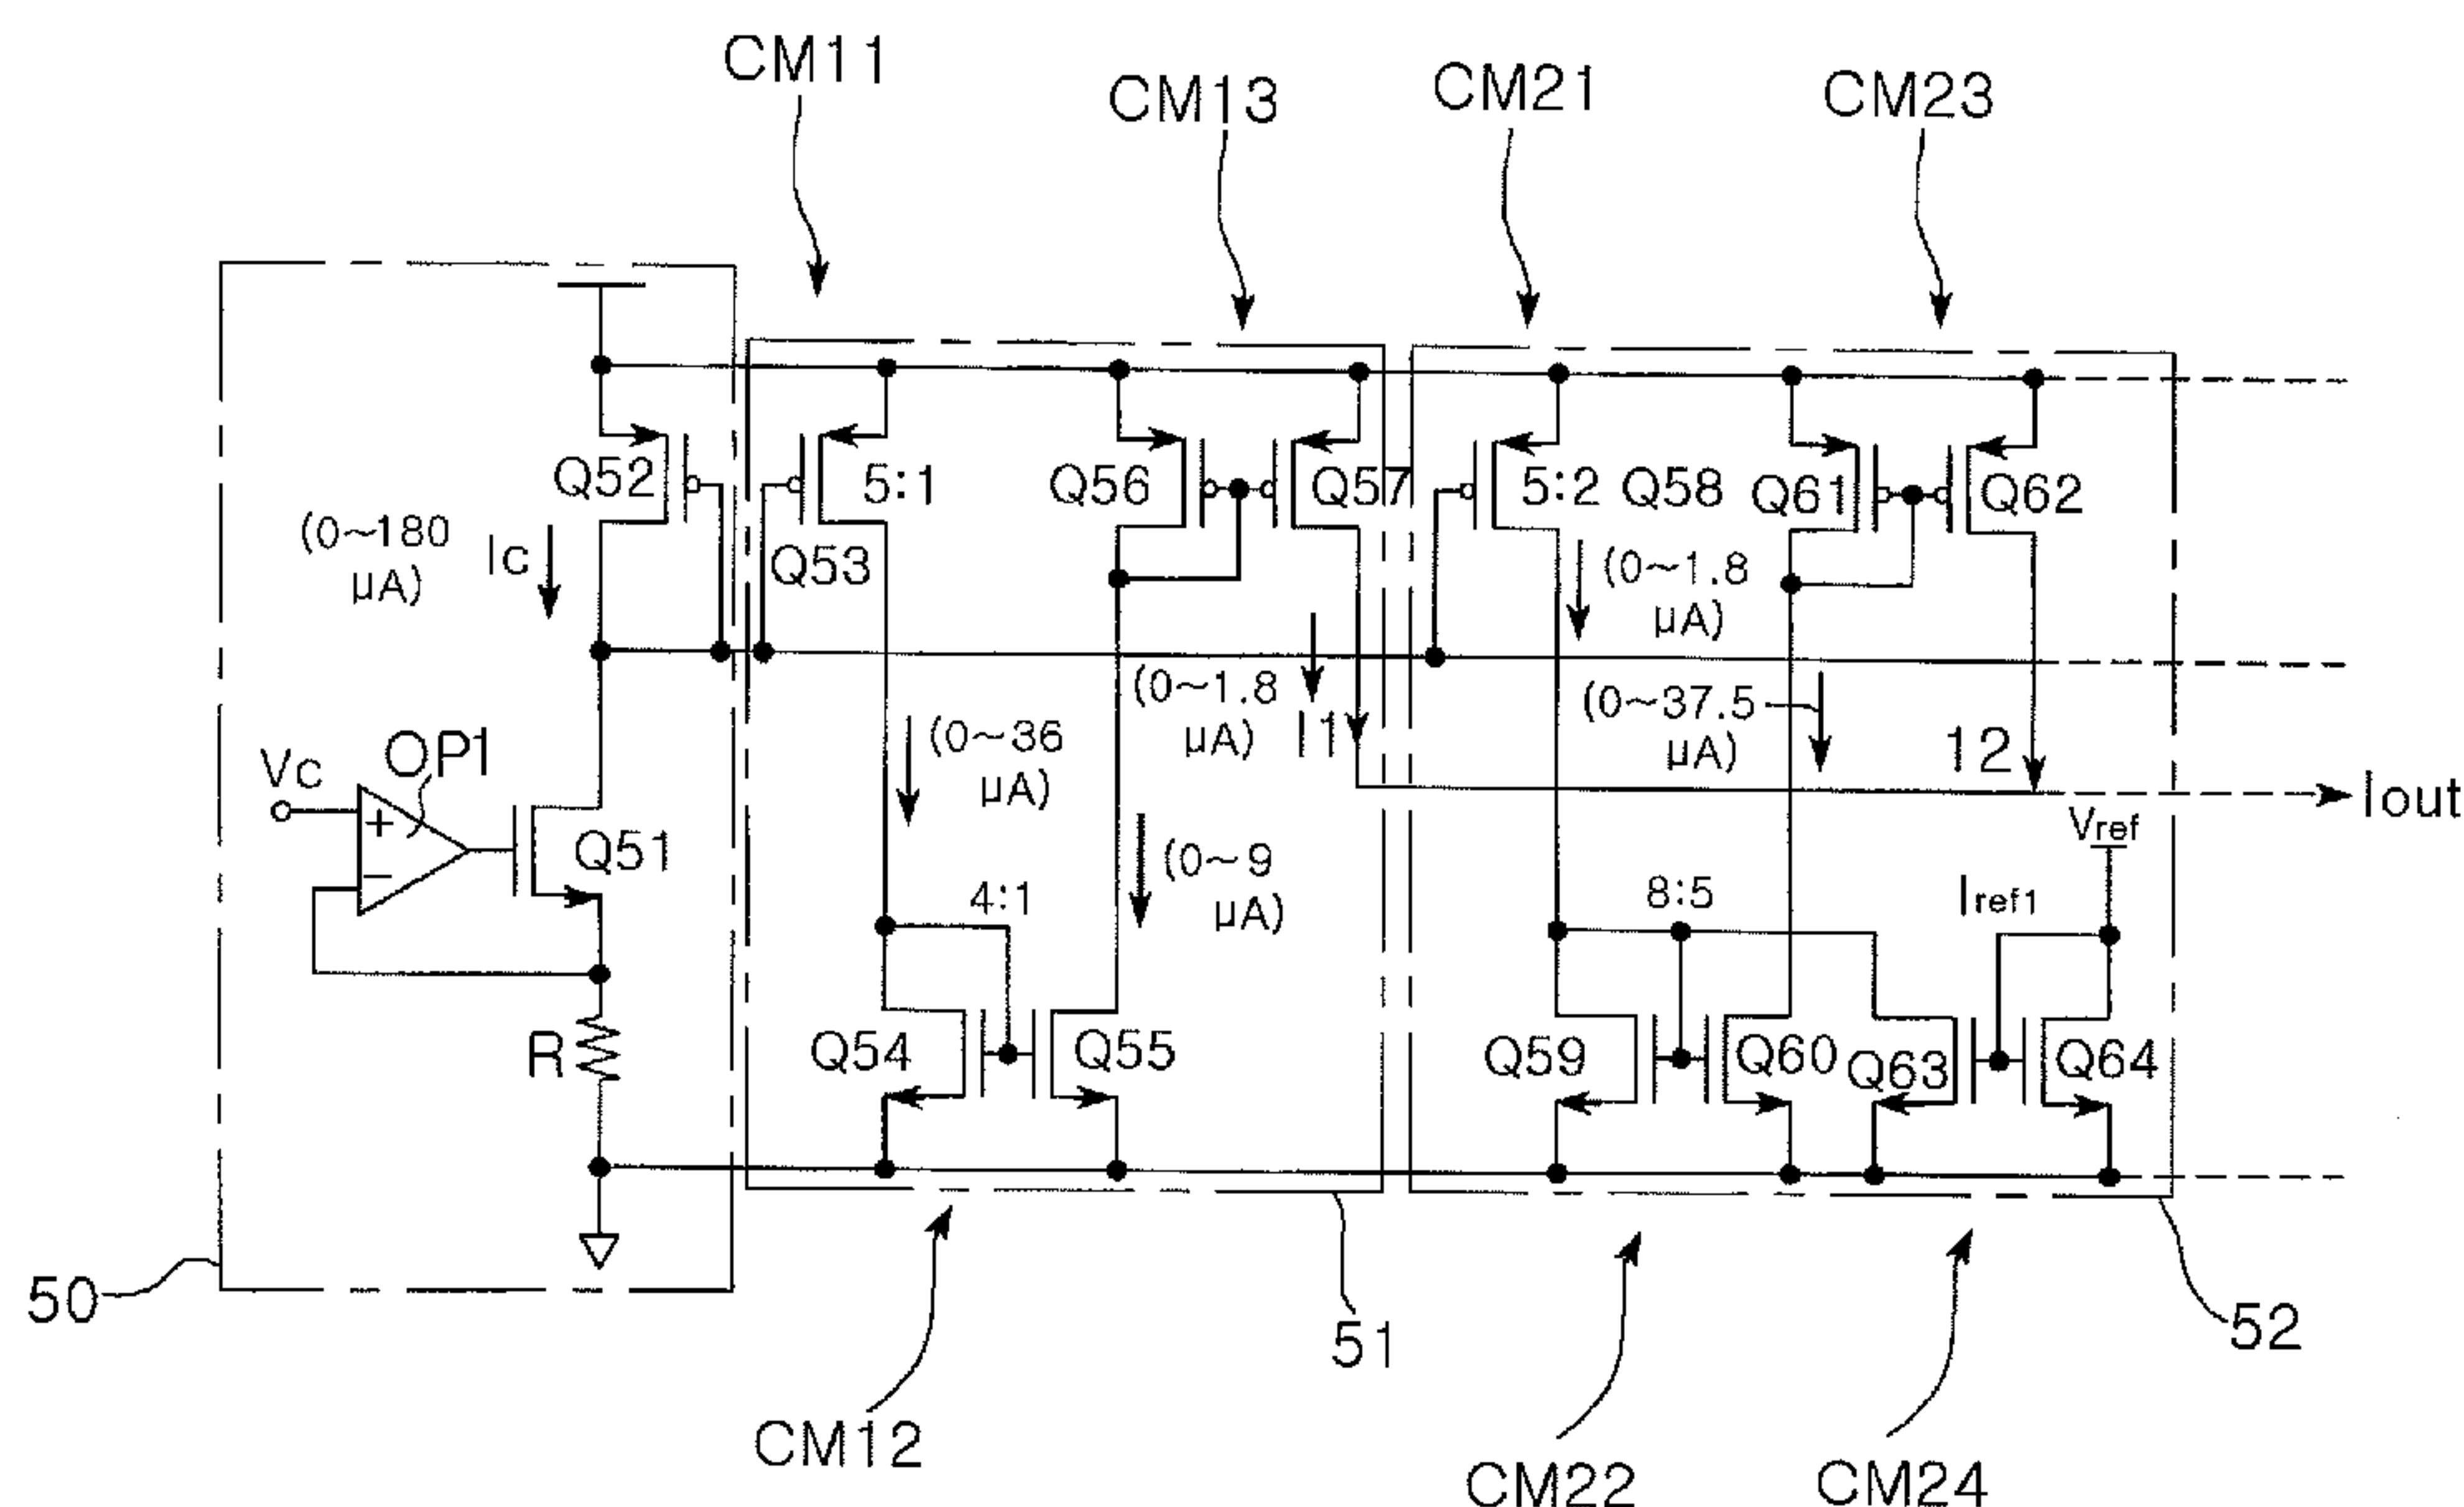 CM11
CM13
CM21
CM23
Q52
5:1
Q56
Q57
5:2
Q58
Q61
Q62
(0~180
μA)
Ic
Q53
(0~1.8
μA)
(0~1.8
μA)
I1
(0~37.5
μA)
12
(0~36
μA)
Vc
OP1
+
−
Q51
Iout
Vref
4:1
(0~9
μA)
8:5
Iref1
R
Q54
Q55
Q59
Q60
Q63
Q64
50
51
52
CM12
CM22
CM24